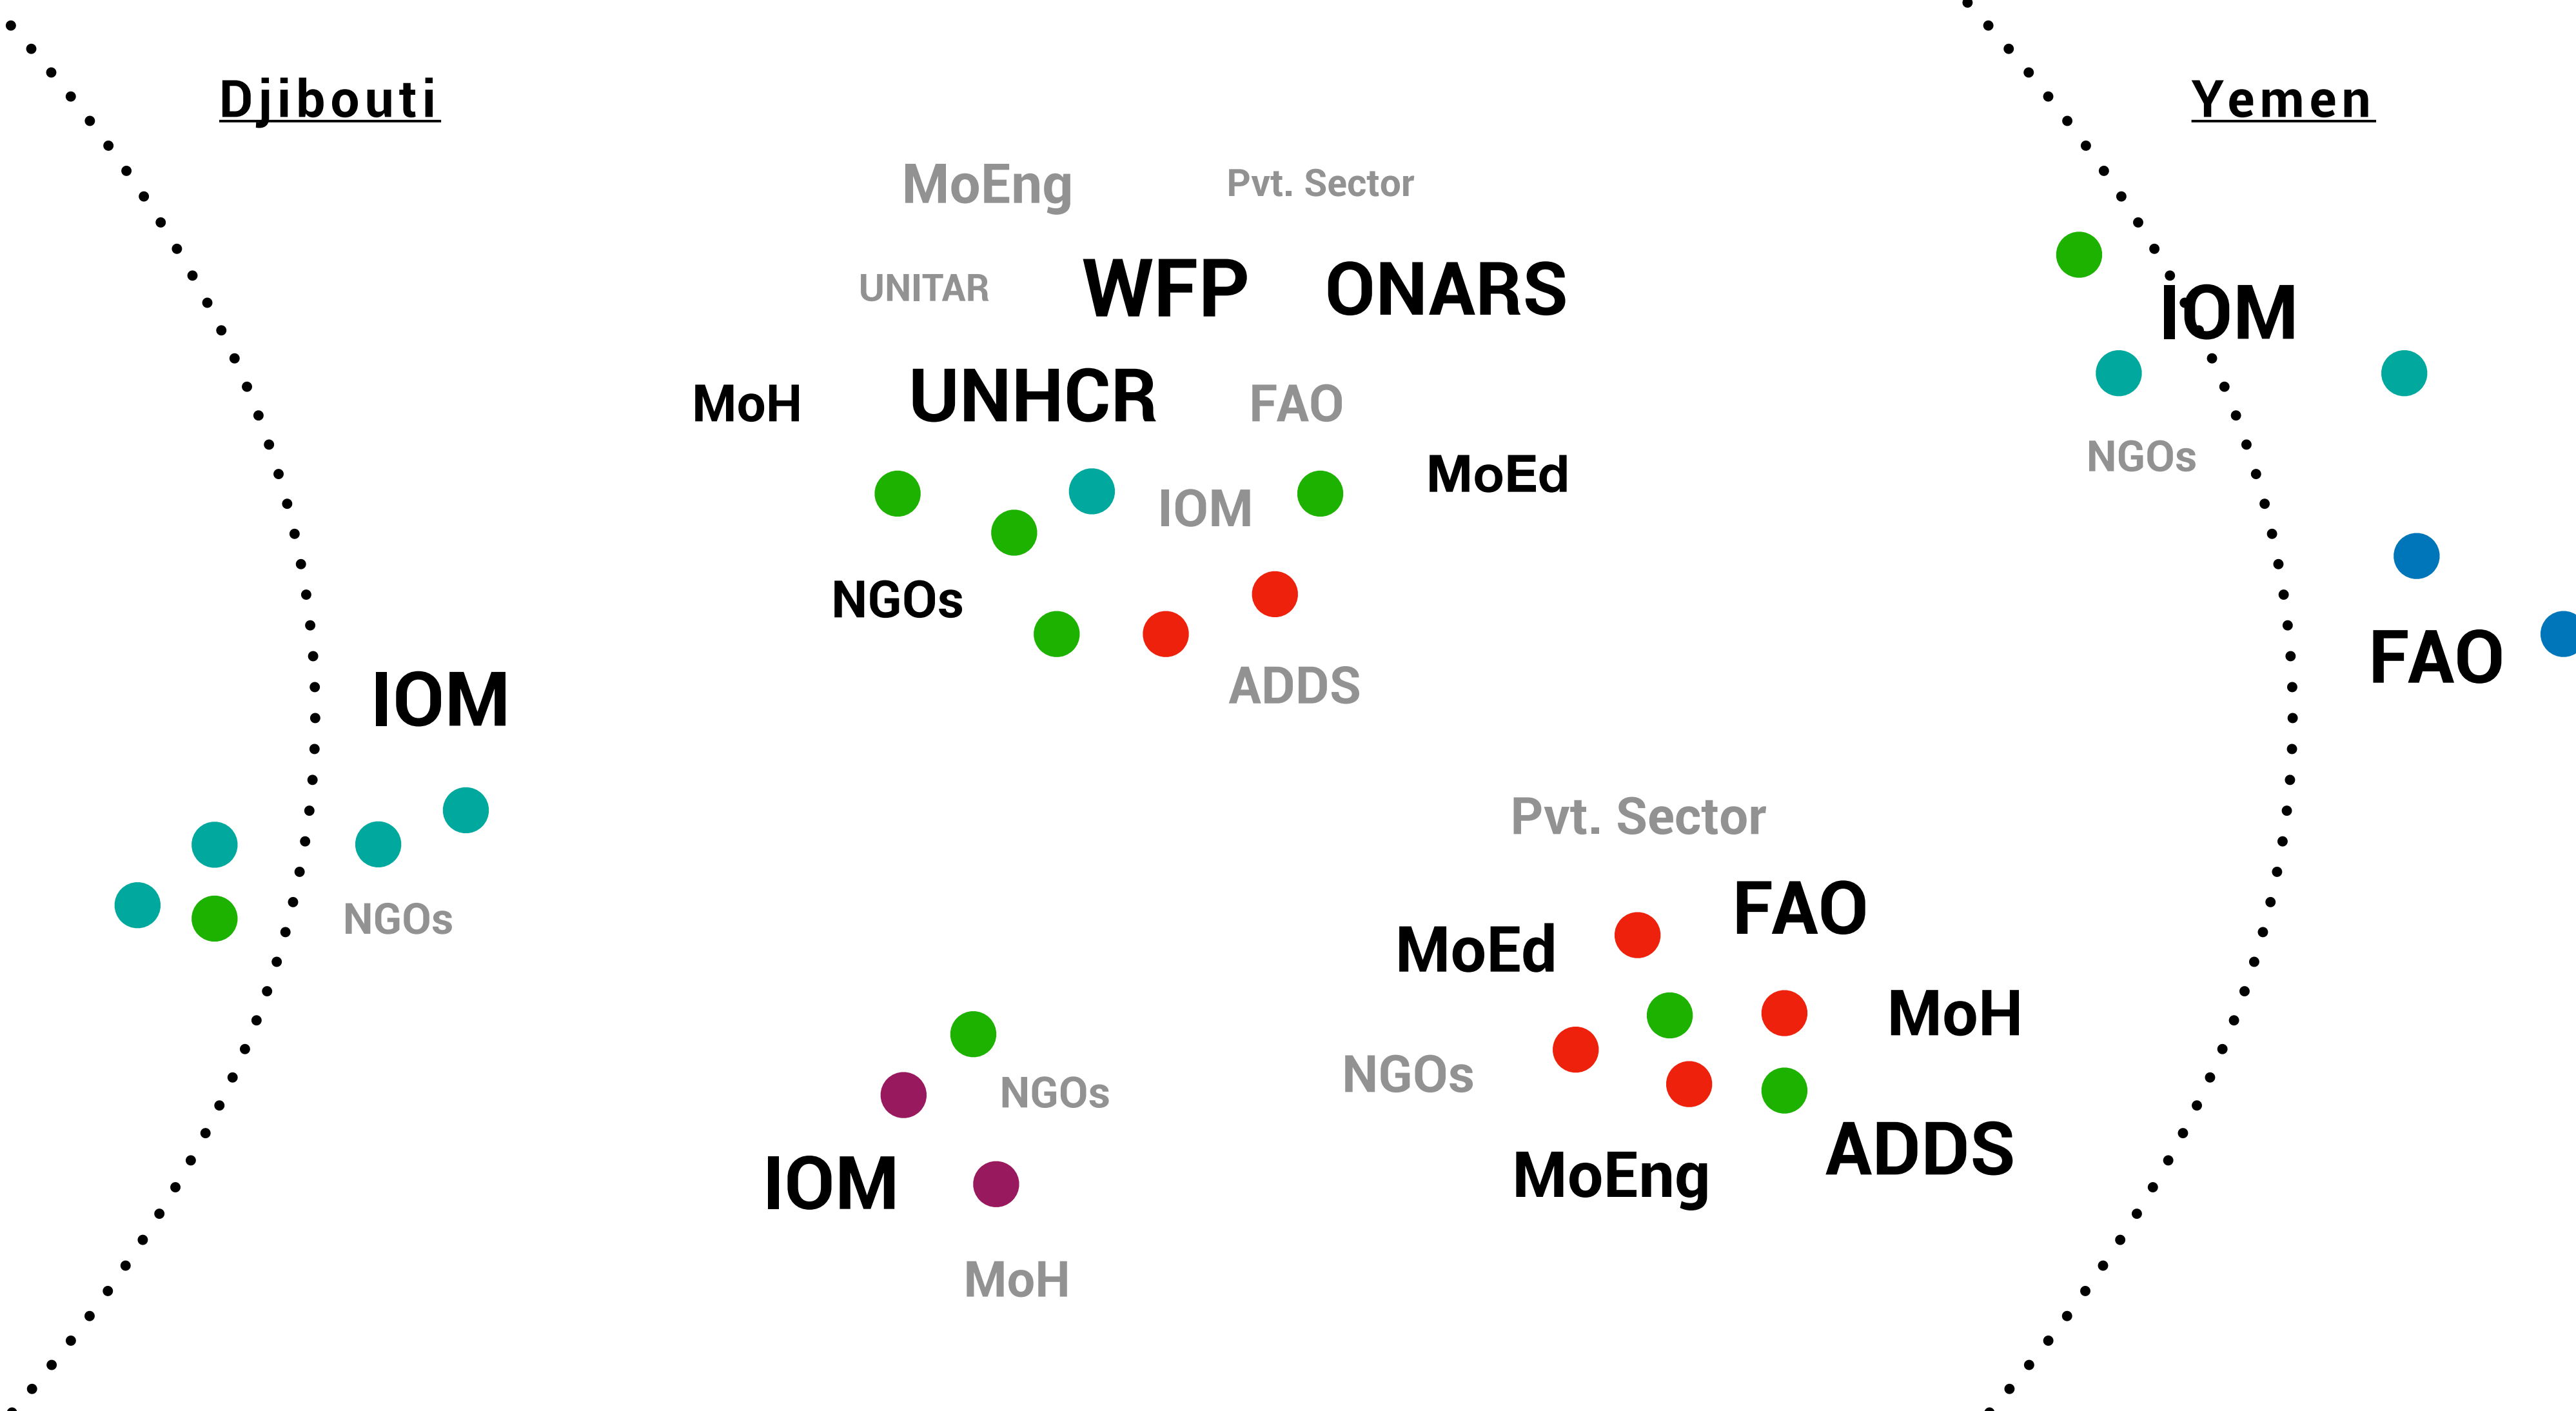 Djibouti
Yemen
MoEng
Pvt. Sector
UNITAR
WFP
ONARS
IOM
MoH
UNHCR
FAO
NGOs
MoEd
IOM
NGOs
FAO
ADDS
IOM
Pvt. Sector
NGOs
FAO
MoEd
MoH
NGOs
NGOs
ADDS
IOM
MoEng
MoH